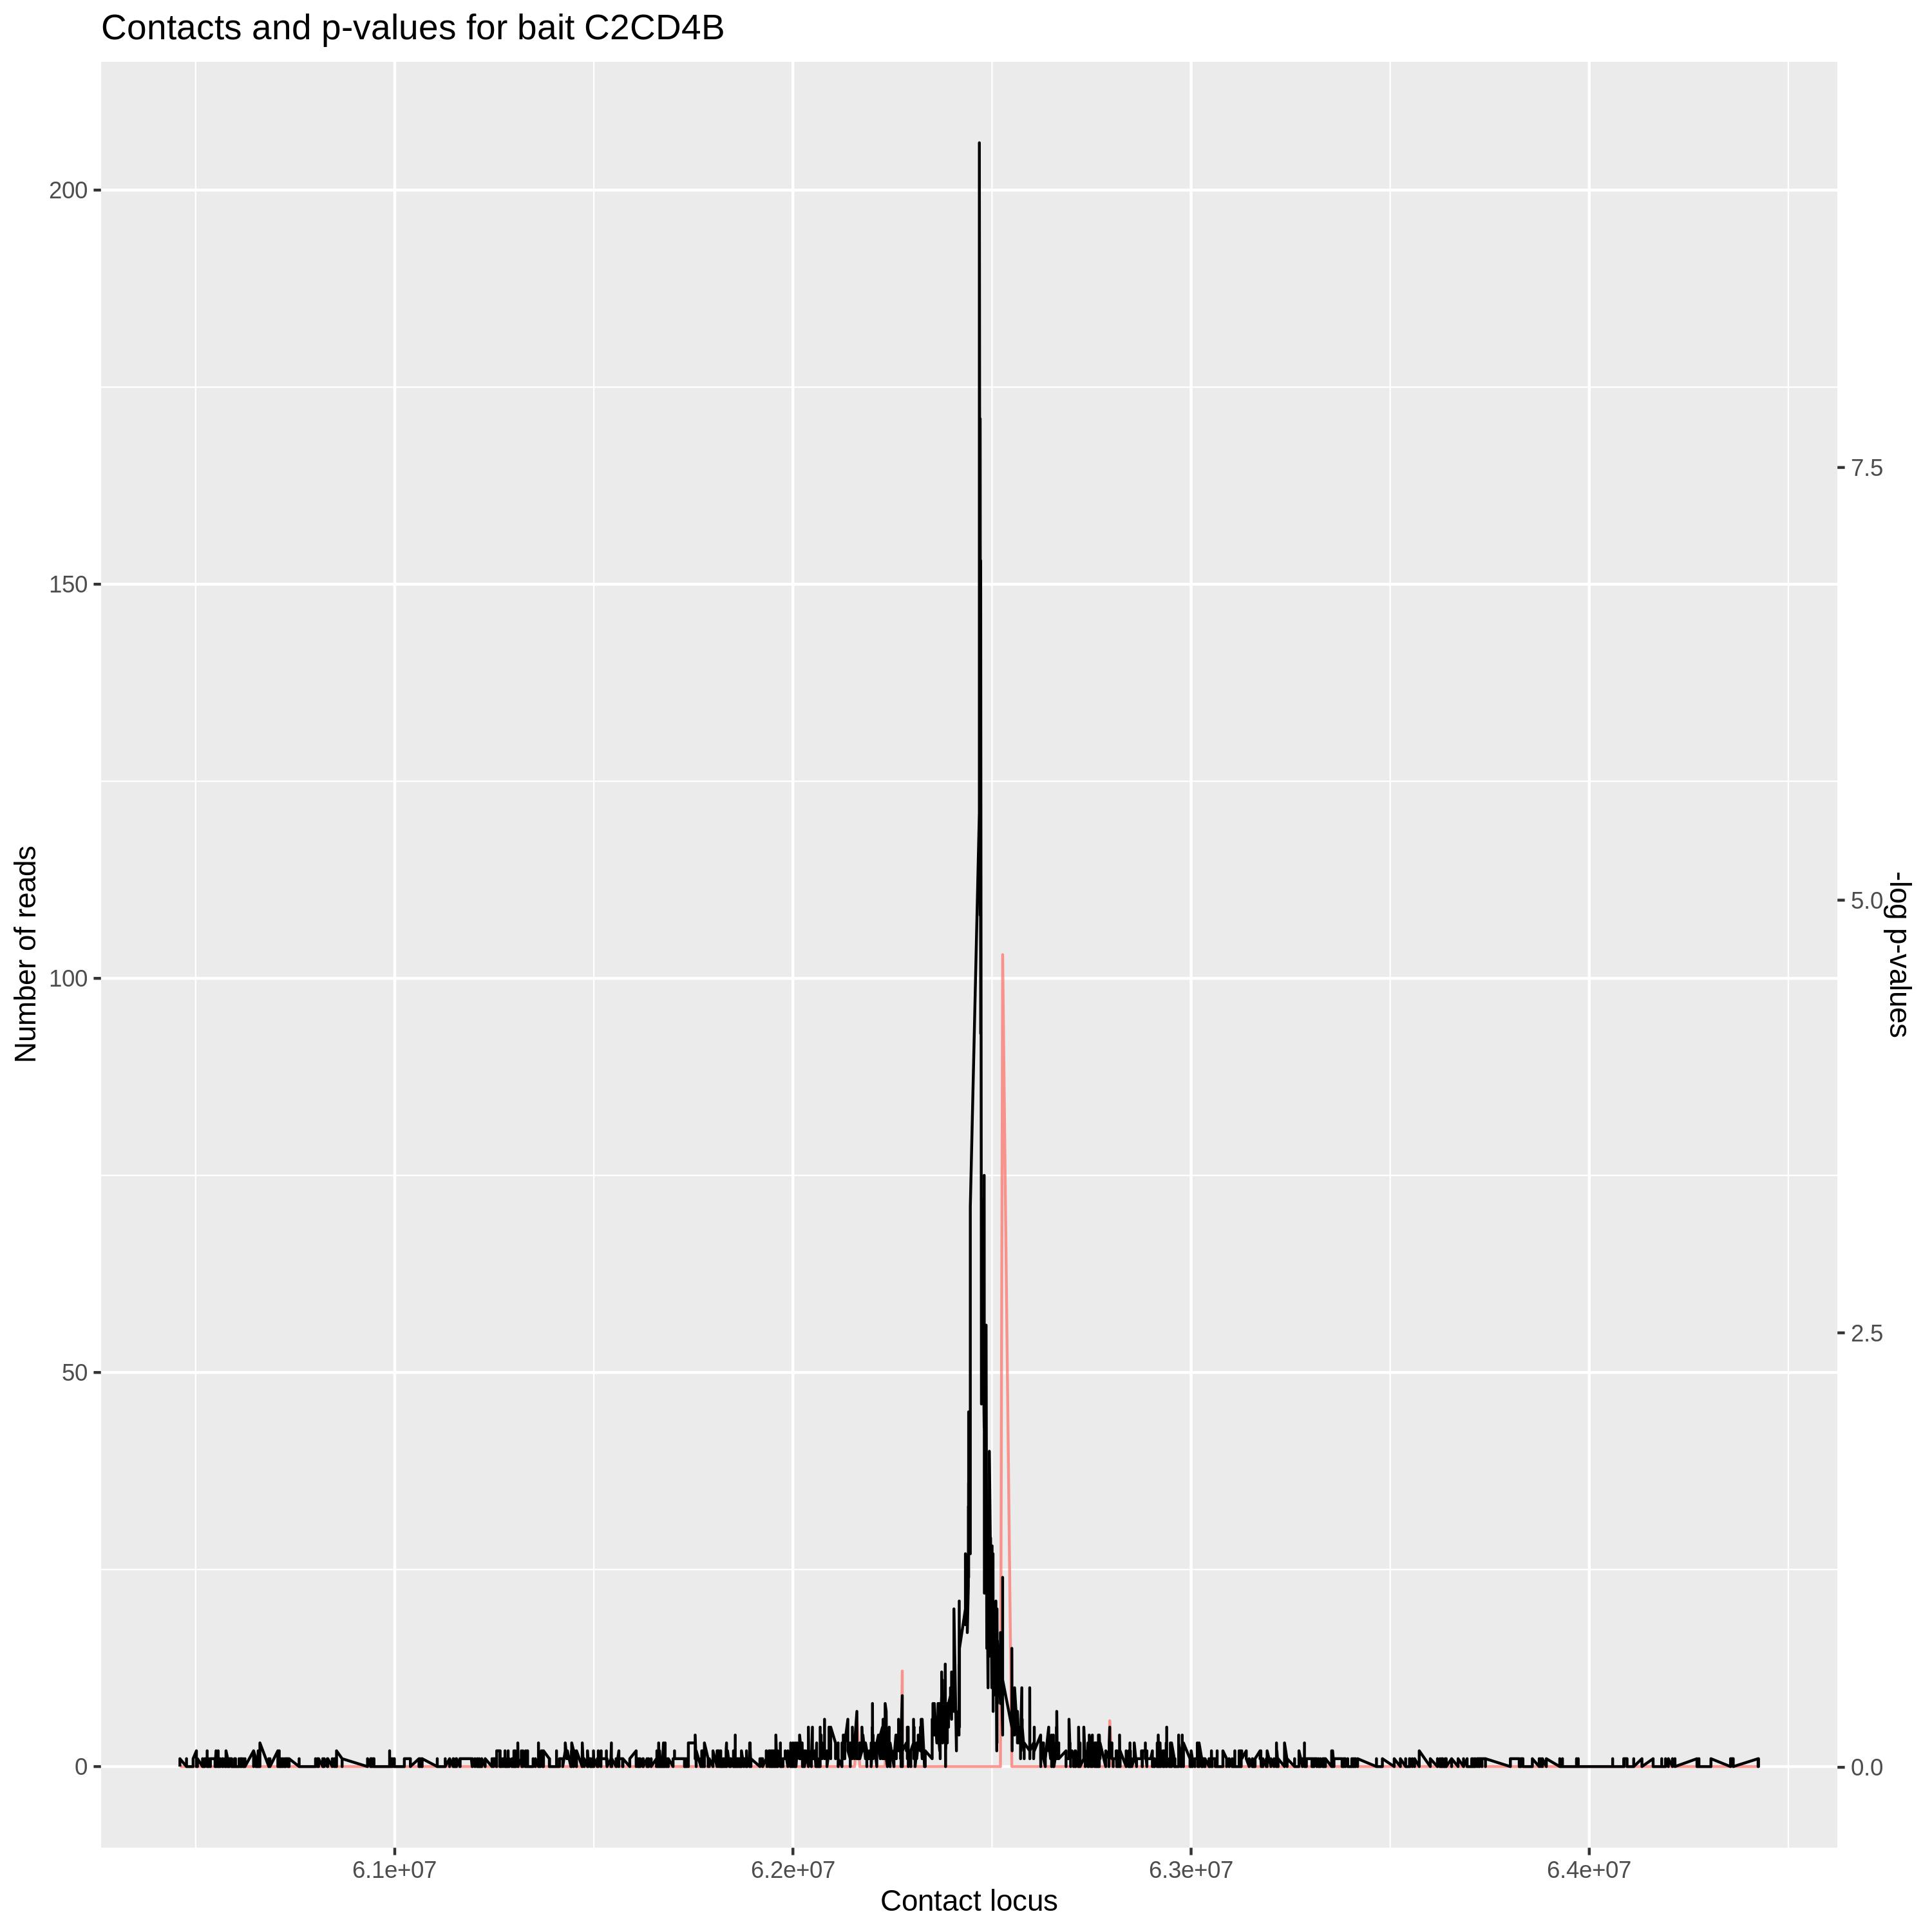 Contacts and p-values for bait C2CD4B
200
150
100
50
0
Number of reads
7.5
5.0
2.5
0.0
-log p-values
6.1e+07
6.2e+07
6.3e+07
6.4e+07
Contact locus